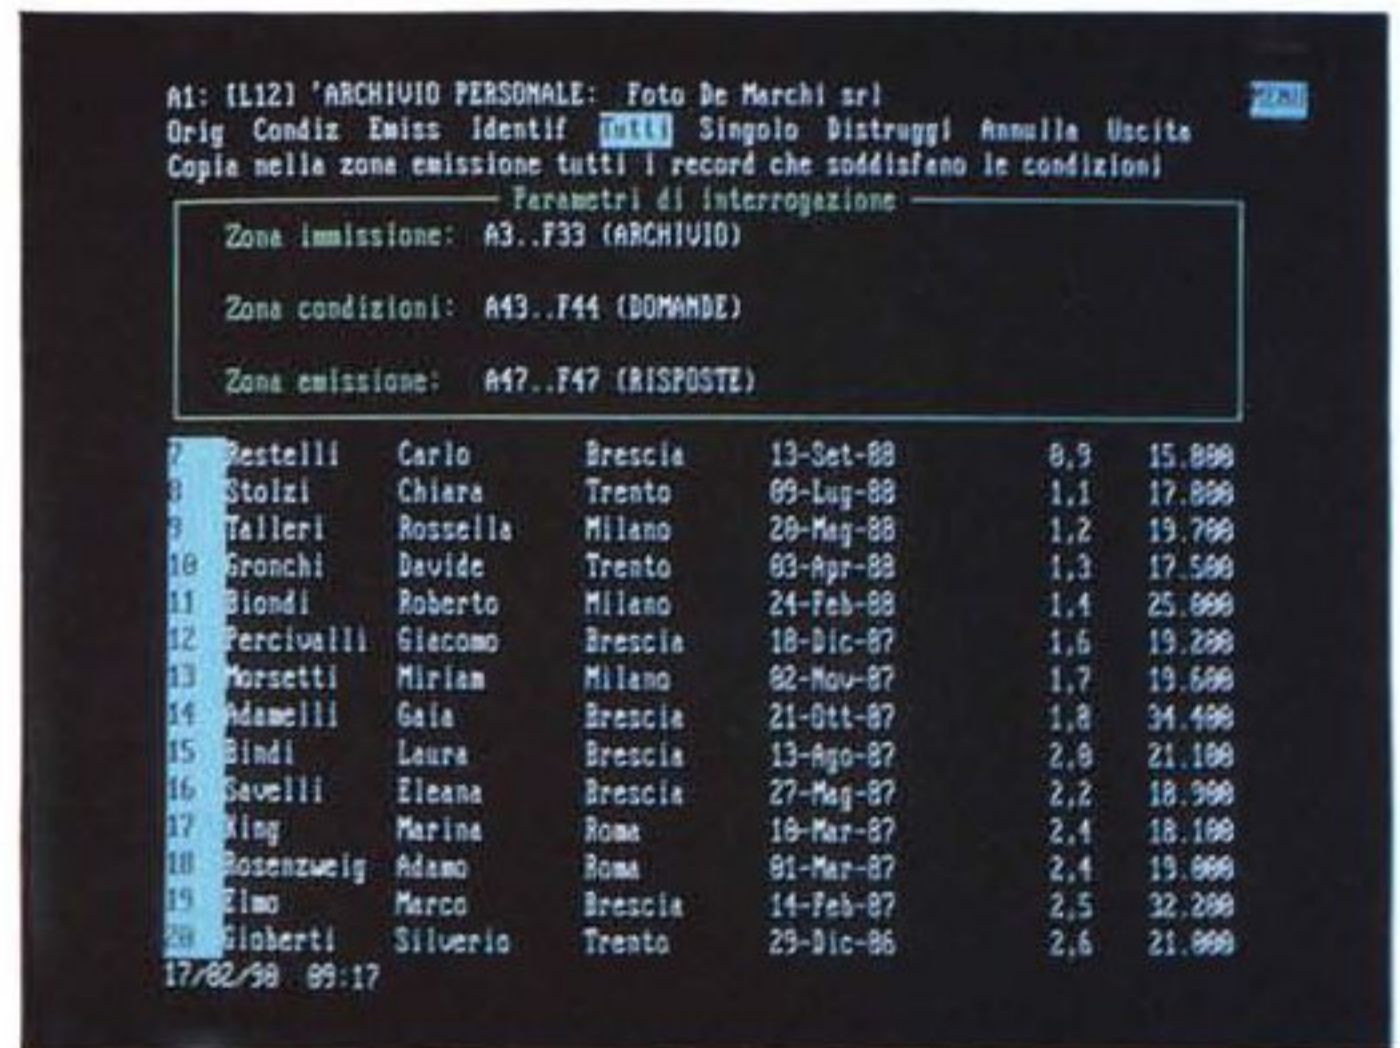 A1: [L12] 'ARCHIVIO PERSONALE: Foto De Marchi srl MENU
Orig Condiz Emiss Identif Tutti Singolo Distruggi Annulla Uscita
Copia nella zona emissione tutti i record che soddisfano le condizioni
Parametri di interrogazione
Zona immissione: A3..F33 (ARCHIVIO)
Zona condizioni: A43..F44 (DOMANDE)
Zona emissione: A47..F47 (RISPOSTE)
7 Restelli Carlo Brescia 13-Set-88 0,9 15.800
8 Stolzi Chiara Trento 09-Lug-88 1,1 17.800
9 Talleri Rossella Milano 20-Mag-88 1,2 19.700
10 Gronchi Davide Trento 03-Apr-88 1,3 17.500
11 Biondi Roberto Milano 24-Feb-88 1,4 25.000
12 Percivalli Giacomo Brescia 18-Dic-87 1,6 19.200
13 Morsetti Miriam Milano 02-Nov-87 1,7 19.600
14 Adamelli Gaia Brescia 21-Ott-87 1,8 34.400
15 Bindi Laura Brescia 13-Ago-87 2,0 21.100
16 Savelli Eleana Brescia 27-Mag-87 2,2 18.900
17 King Marina Roma 10-Mar-87 2,4 18.100
18 Rosenzweig Adamo Roma 01-Mar-87 2,4 19.000
19 Elmo Marco Brescia 14-Feb-87 2,5 32.200
20 Gioberti Silverio Trento 29-Dic-86 2,6 21.000
17/02/90 09:17